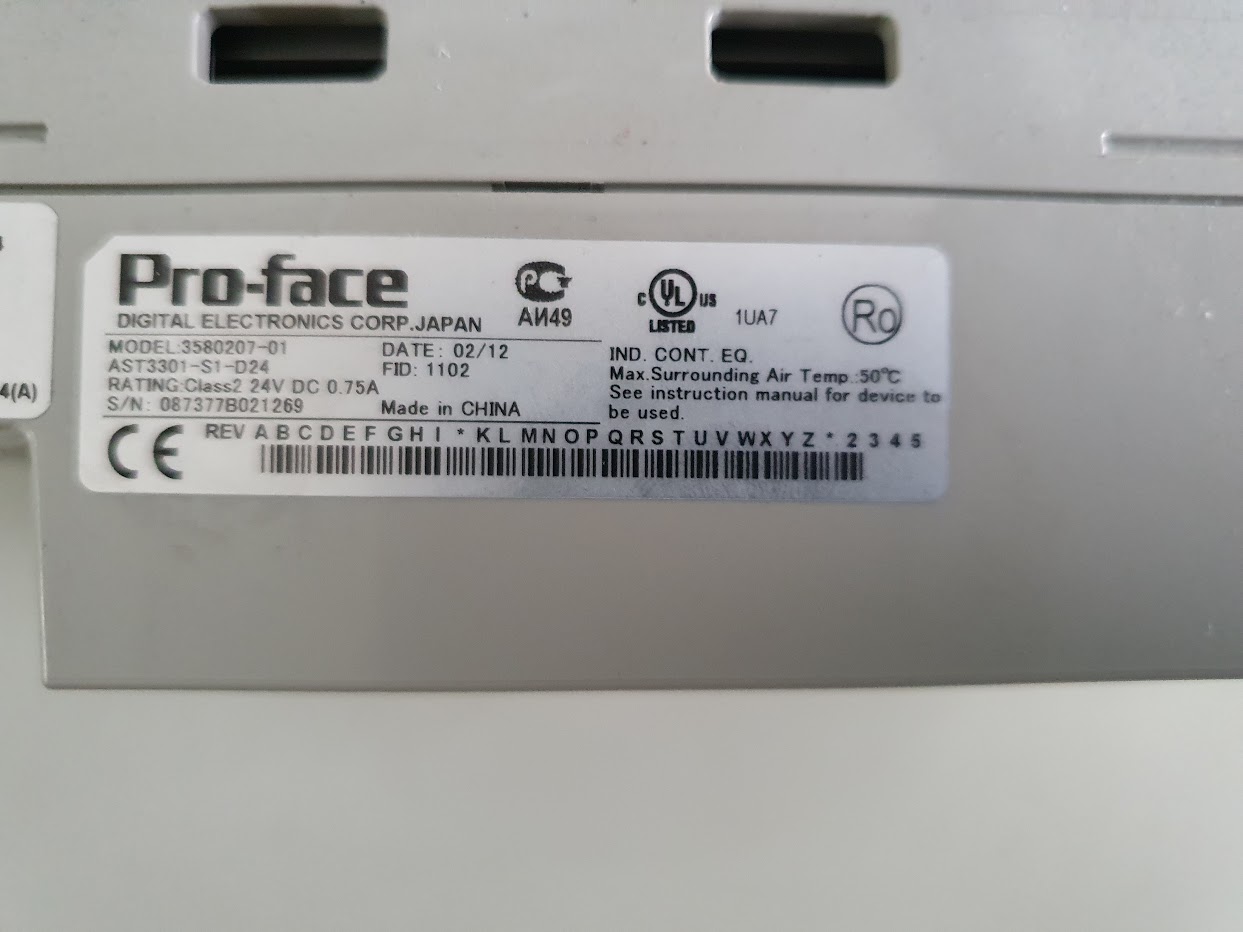 Pro-face
DIGITAL ELECTRONICS CORP.JAPAN
PC
АИ49
C UL US
LISTED
1UA7
Ro
MODEL:3580207-01
AST3301-S1-D24
RATING:Class2 24V DC 0.75A
S/N: 087377B021269
DATE: 02/12
FID: 1102
Made in CHINA
IND. CONT. EQ.
Max.Surrounding Air Temp.:50℃
See instruction manual for device to
be used.
CE
REV A B C D E F G H I * K L M N O P Q R S T U V W X Y Z * 2 3 4 5
4(A)